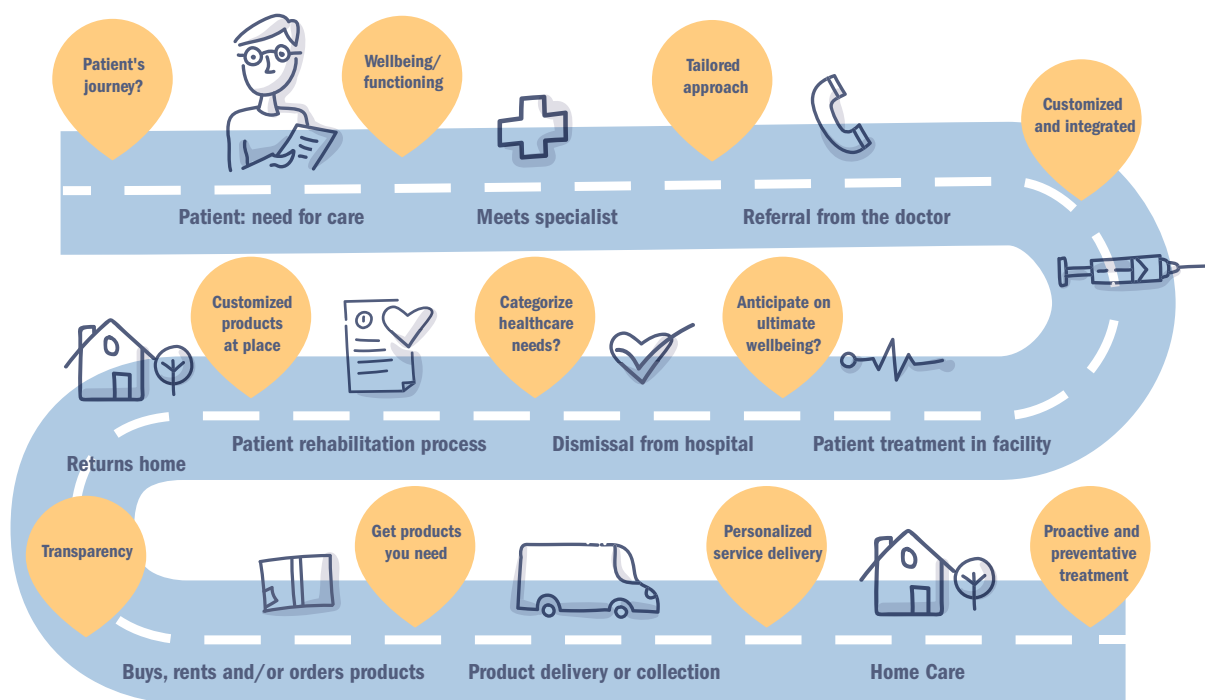 Patient's
journey?
Wellbeing/
functioning
Tailored
approach
Customized
and integrated
Patient: need for care
Meets specialist
Referral from the doctor
Customized
products
at place
Categorize
healthcare
needs?
Anticipate on
ultimate
wellbeing?
Returns home
Patient rehabilitation process
Dismissal from hospital
Patient treatment in facility
Transparency
Get products
you need
Personalized
service delivery
Proactive and
preventative
treatment
Buys, rents and/or orders products
Product delivery or collection
Home Care